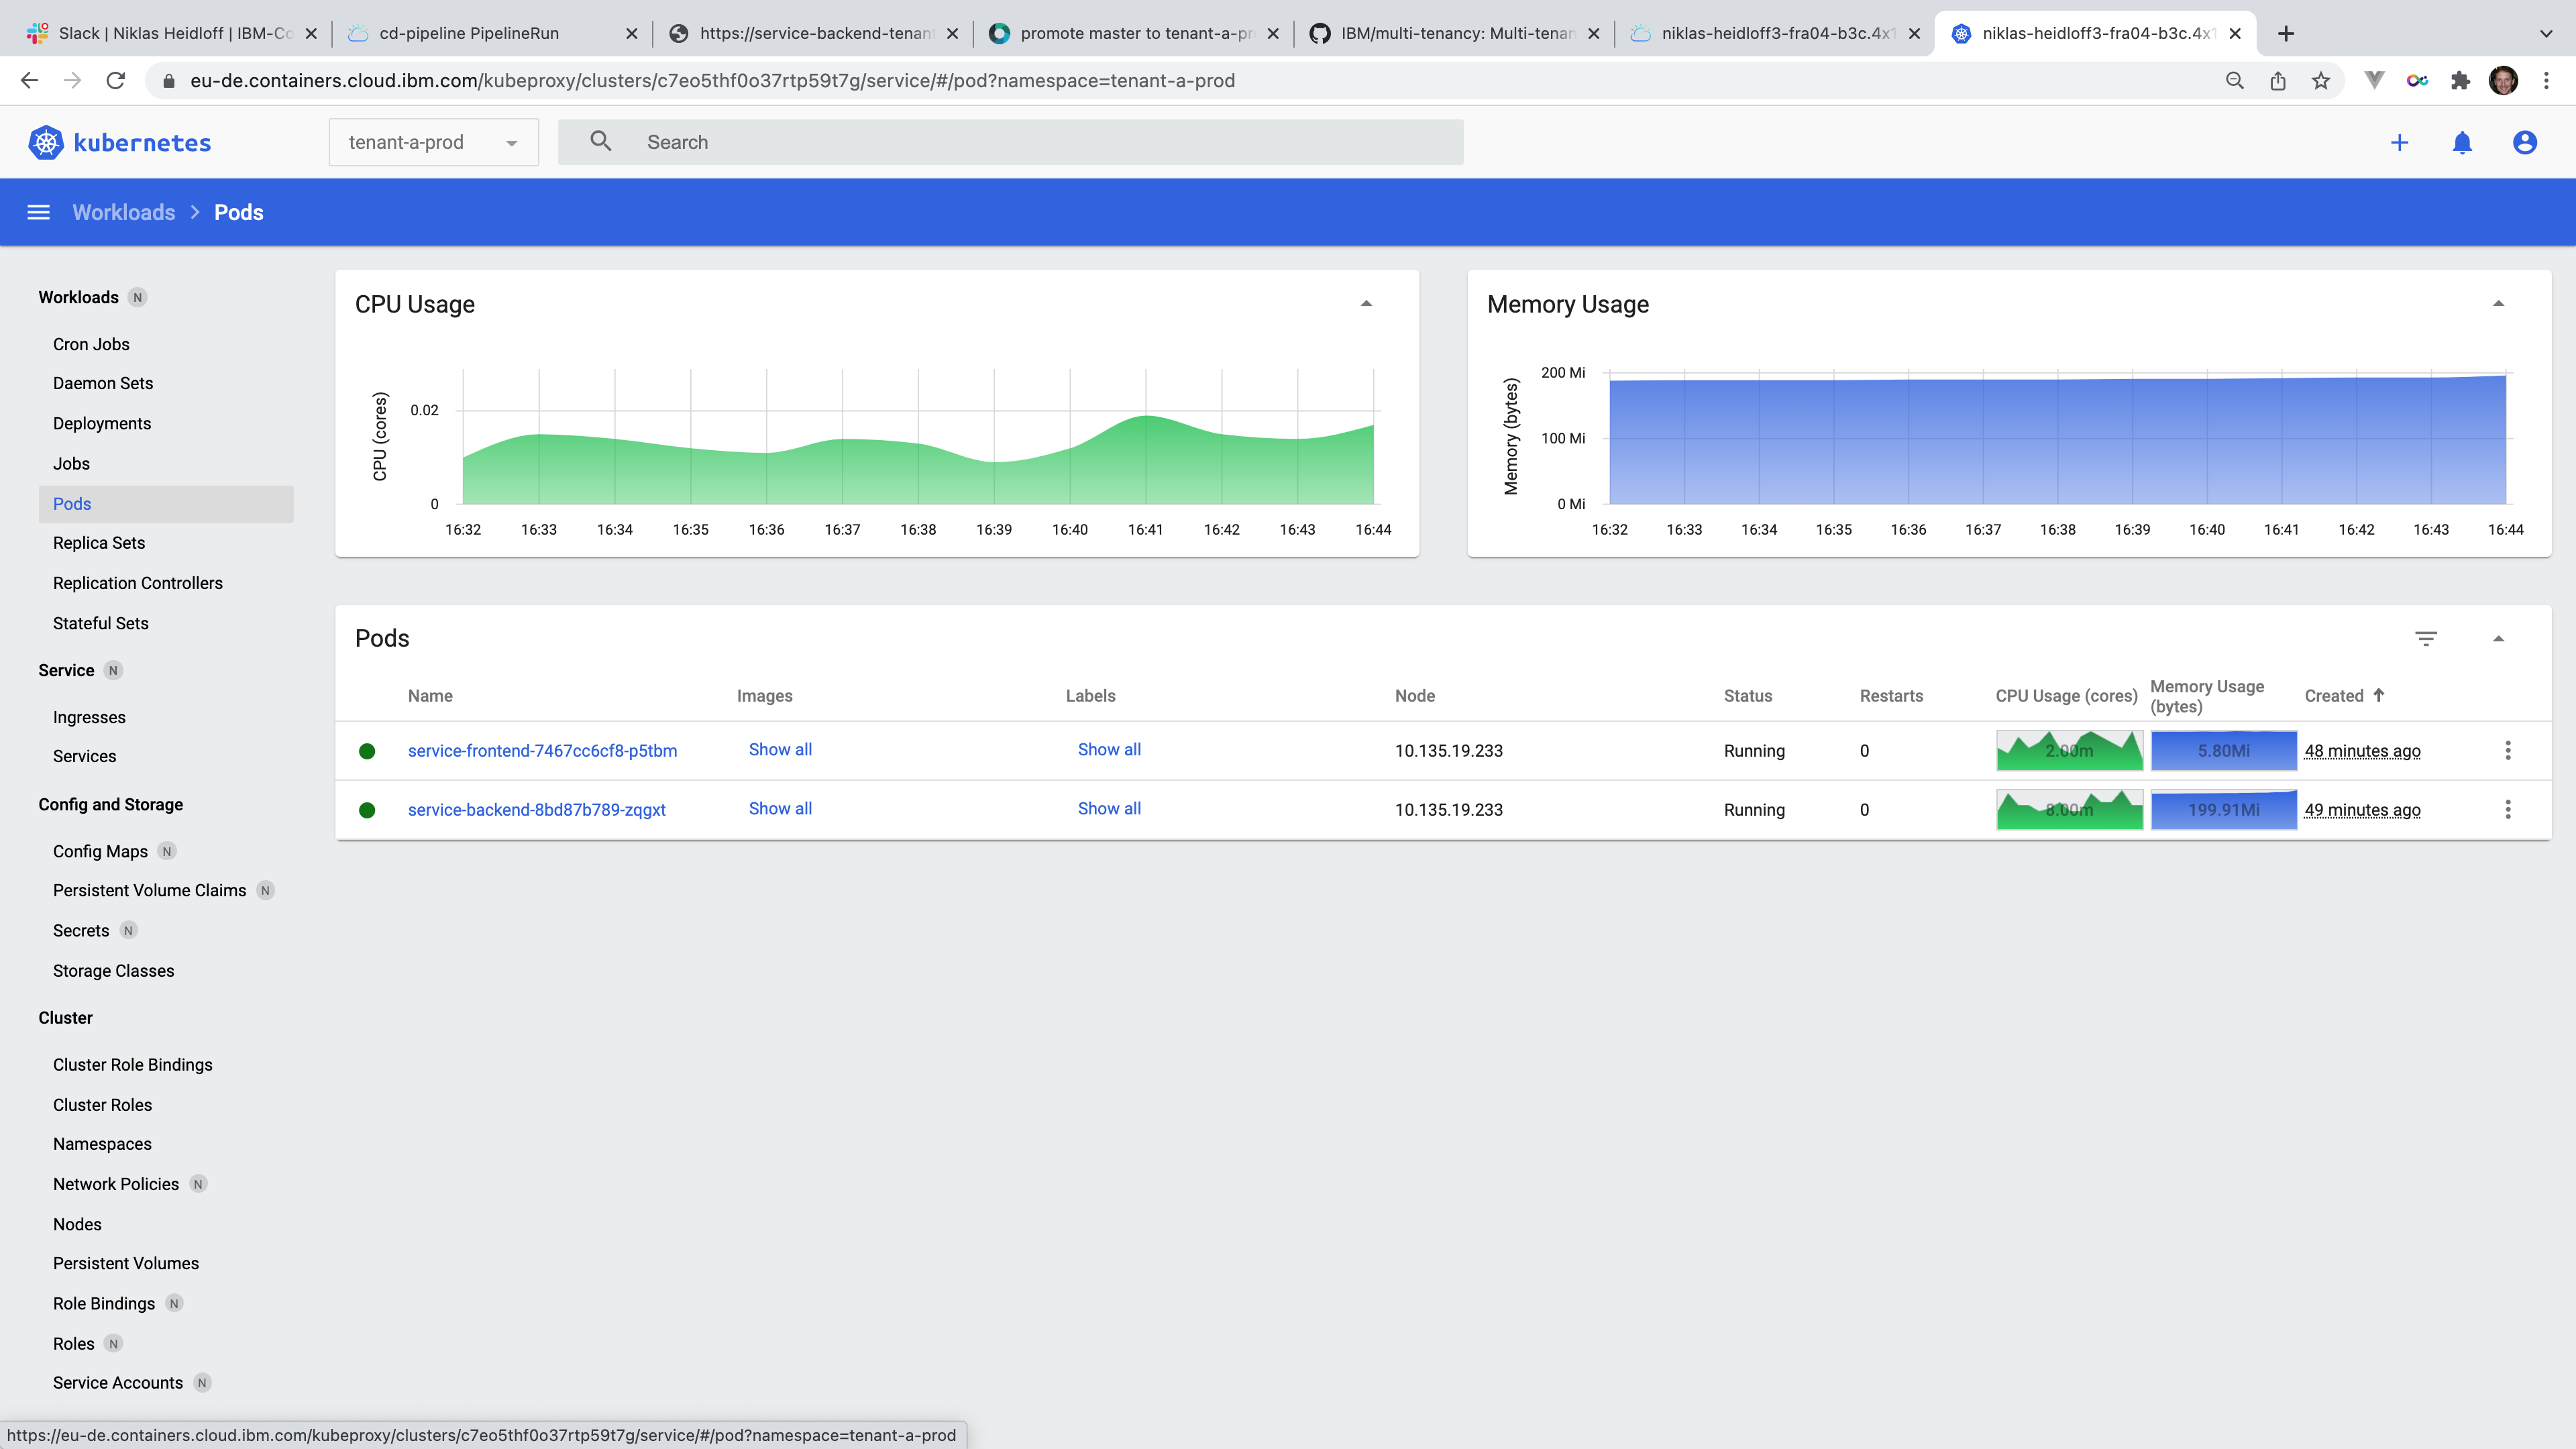 Slack | Niklas Heidloff | IBM-Co
cd-pipeline PipelineRun
https://service-backend-tenant
promote master to tenant-a-pr
IBM/multi-tenancy: Multi-tenan
niklas-heidloff3-fra04-b3c.4x1
niklas-heidloff3-fra04-b3c.4x1
eu-de.containers.cloud.ibm.com/kubeproxy/clusters/c7eo5thf0o37rtp59t7g/service/#/pod?namespace=tenant-a-prod
kubernetes
tenant-a-prod
Search
Workloads > Pods
Workloads N
Cron Jobs
Daemon Sets
Deployments
Jobs
Pods
Replica Sets
Replication Controllers
Stateful Sets
Service N
Ingresses
Services
Config and Storage
Config Maps N
Persistent Volume Claims N
Secrets N
Storage Classes
Cluster
Cluster Role Bindings
Cluster Roles
Namespaces
Network Policies N
Nodes
Persistent Volumes
Role Bindings N
Roles N
Service Accounts N
CPU Usage
CPU (cores)
0.02
0
16:32 16:33 16:34 16:35 16:36 16:37 16:38 16:39 16:40 16:41 16:42 16:43 16:44
Memory Usage
Memory (bytes)
200 Mi
100 Mi
0 Mi
16:32 16:33 16:34 16:35 16:36 16:37 16:38 16:39 16:40 16:41 16:42 16:43 16:44
Pods
Name Images Labels Node Status Restarts CPU Usage (cores) Memory Usage (bytes) Created
service-frontend-7467cc6cf8-p5tbm Show all Show all 10.135.19.233 Running 0 2.00m 5.80Mi 48 minutes ago
service-backend-8bd87b789-zqgxt Show all Show all 10.135.19.233 Running 0 8.00m 199.91Mi 49 minutes ago
https://eu-de.containers.cloud.ibm.com/kubeproxy/clusters/c7eo5thf0o37rtp59t7g/service/#/pod?namespace=tenant-a-prod